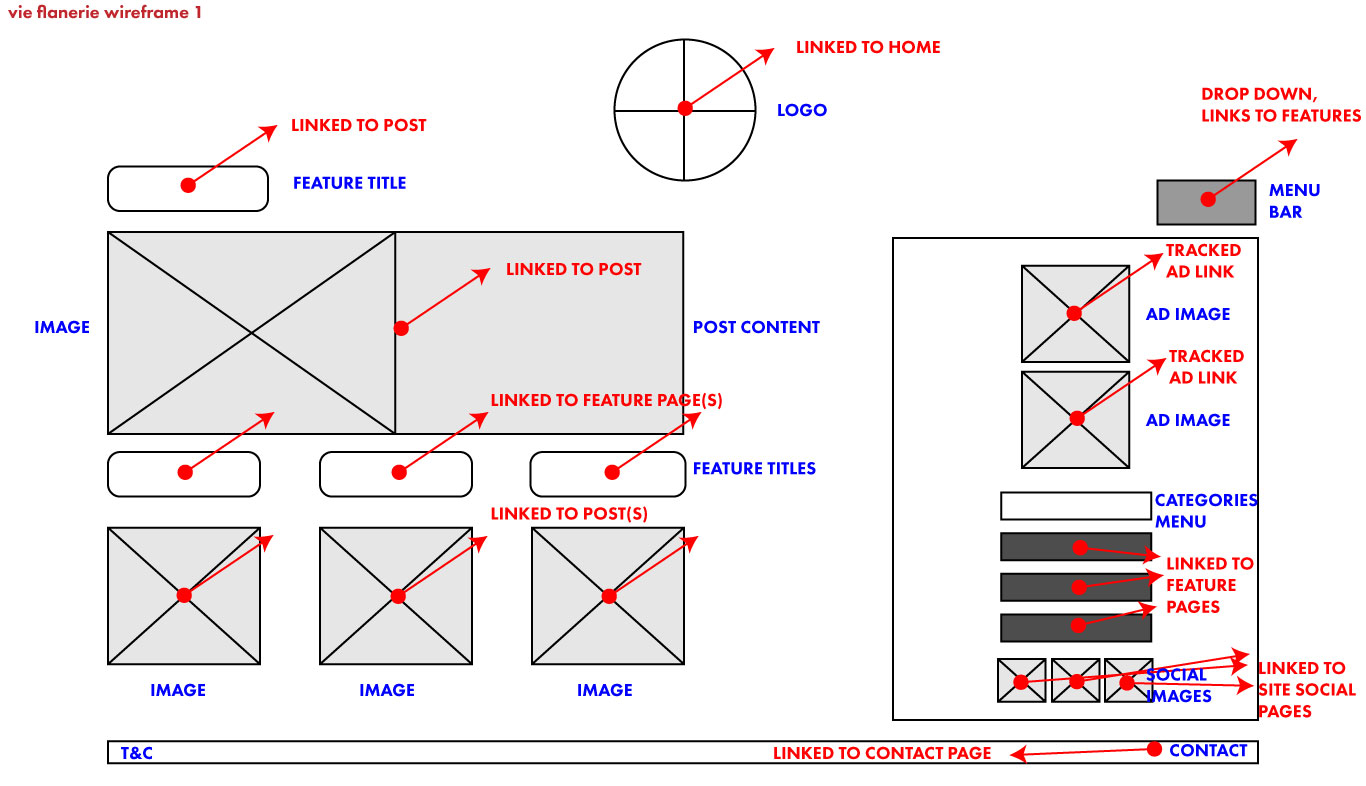 vie flanerie wireframe 1
LINKED TO HOME
LOGO
DROP DOWN,
LINKS TO FEATURES
LINKED TO POST
FEATURE TITLE
MENU
BAR
TRACKED
AD LINK
LINKED TO POST
AD IMAGE
IMAGE
POST CONTENT
TRACKED
AD LINK
LINKED TO FEATURE PAGE(S)
AD IMAGE
FEATURE TITLES
CATEGORIES
MENU
LINKED TO POST(S)
LINKED TO
FEATURE
PAGES
SOCIAL
IMAGES
LINKED TO
SITE SOCIAL
PAGES
IMAGE
IMAGE
IMAGE
T&C
LINKED TO CONTACT PAGE
CONTACT